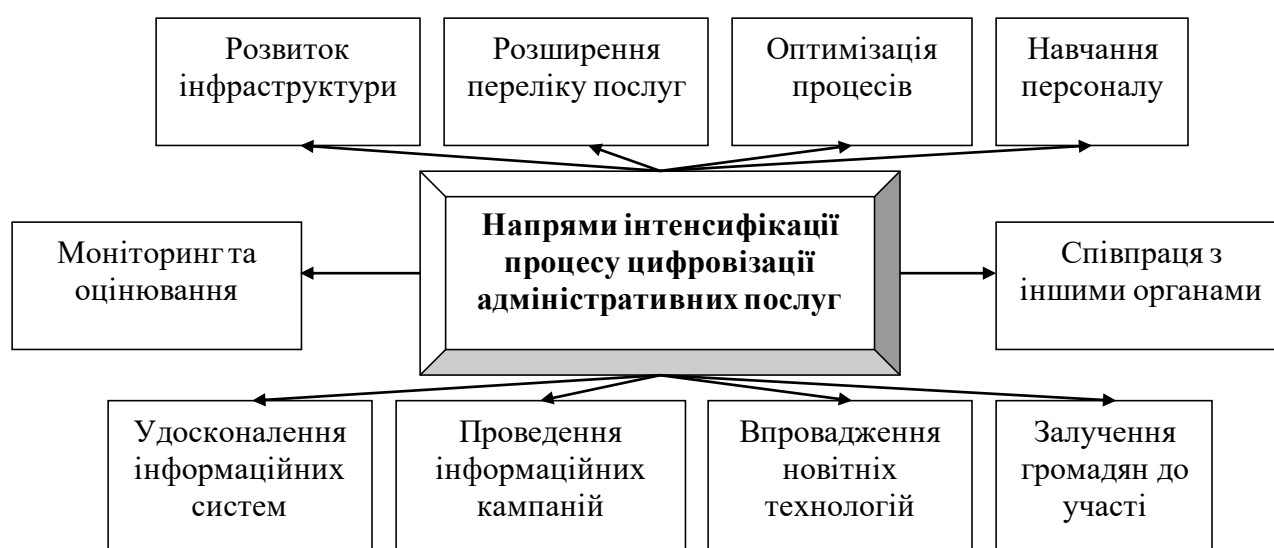 Розвиток
інфраструктури
Розширення
переліку послуг
Оптимізація
процесів
Навчання
персоналу
Моніторинг та
оцінювання
Напрями інтенсифікації
процесу цифровізації
адміністративних послуг
Співпраця з
іншими органами
Удосконалення
інформаційних
систем
Проведення
інформаційних
кампаній
Впровадження
новітніх
технологій
Залучення
громадян до
участі